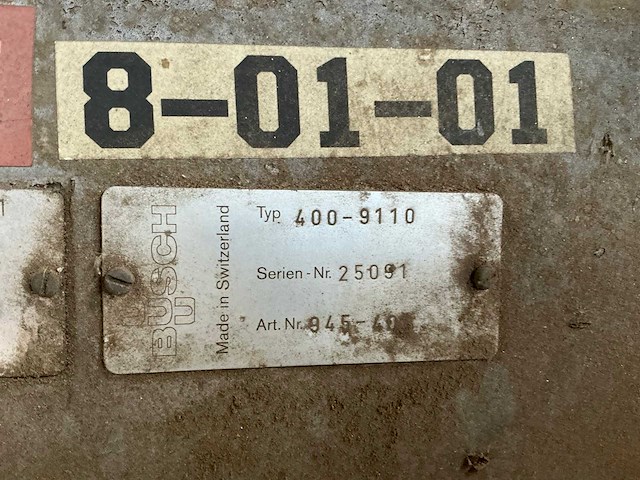 8-01-01
BUSCH
Made in Switzerland
Typ 400-9110
Serien-Nr. 25091
Art. Nr.